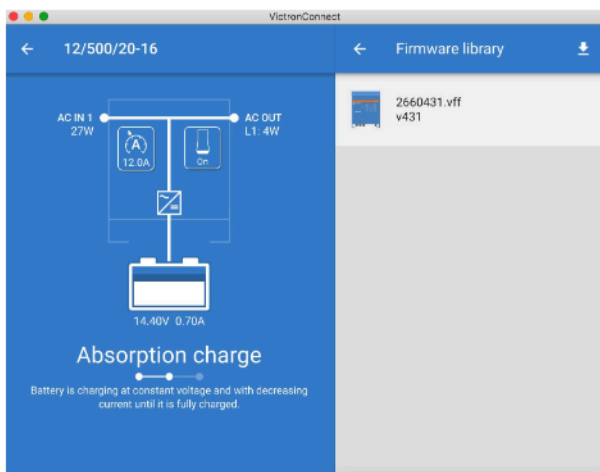 VictronConnect
12/500/20-16
AC IN 1
27W
A
12.0A
On
AC OUT
L1: 4W
14.40V 0.70A
Absorption charge
Battery is charging at constant voltage and with decreasing
current until it is fully charged.
Firmware library
2660431.vff
v431